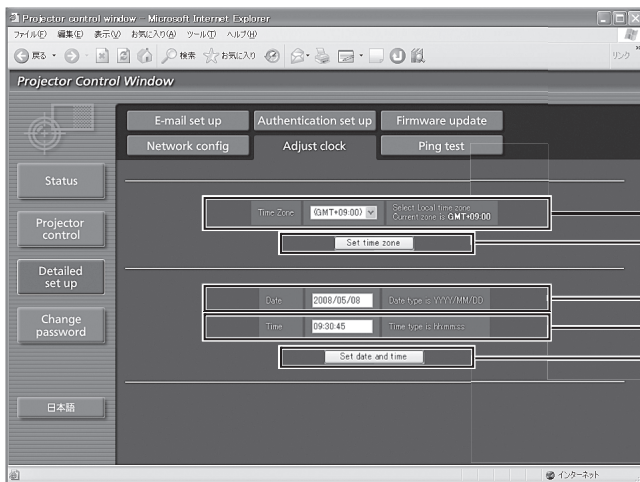 Projector control window - Microsoft Internet Explorer
ファイル(F) 編集(E) 表示(V) お気に入り(A) ツール(T) ヘルプ(H)
戻る 検索 お気に入り リンク
Projector Control Window
E-mail set up Authentication set up Firmware update
Network config Adjust clock Ping test
Status
Projector control
Detailed set up
Change password
日本語
Time Zone (GMT+09:00) Select Local time zone
Current zone is GMT+09:00
Set time zone
Date 2008/05/08 Date type is YYYY/MM/DD
Time 09:30:45 Time type is hh:mm:ss
Set date and time
インターネット